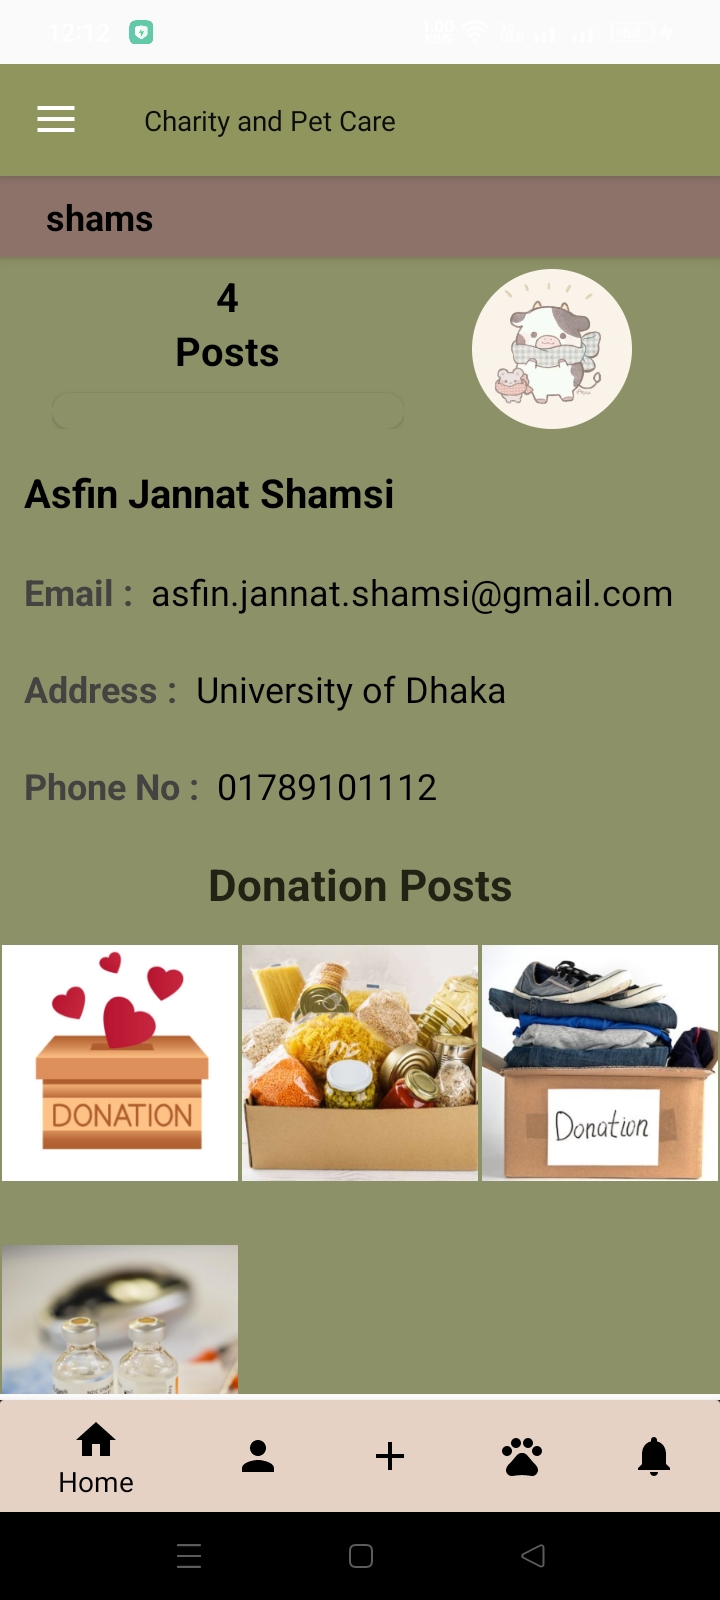 12:12
Charity and Pet Care
shams
4
Posts
Asfin Jannat Shamsi
Email : asfin.jannat.shamsi@gmail.com
Address : University of Dhaka
Phone No : 01789101112
Donation Posts
DONATION
Donation
Home